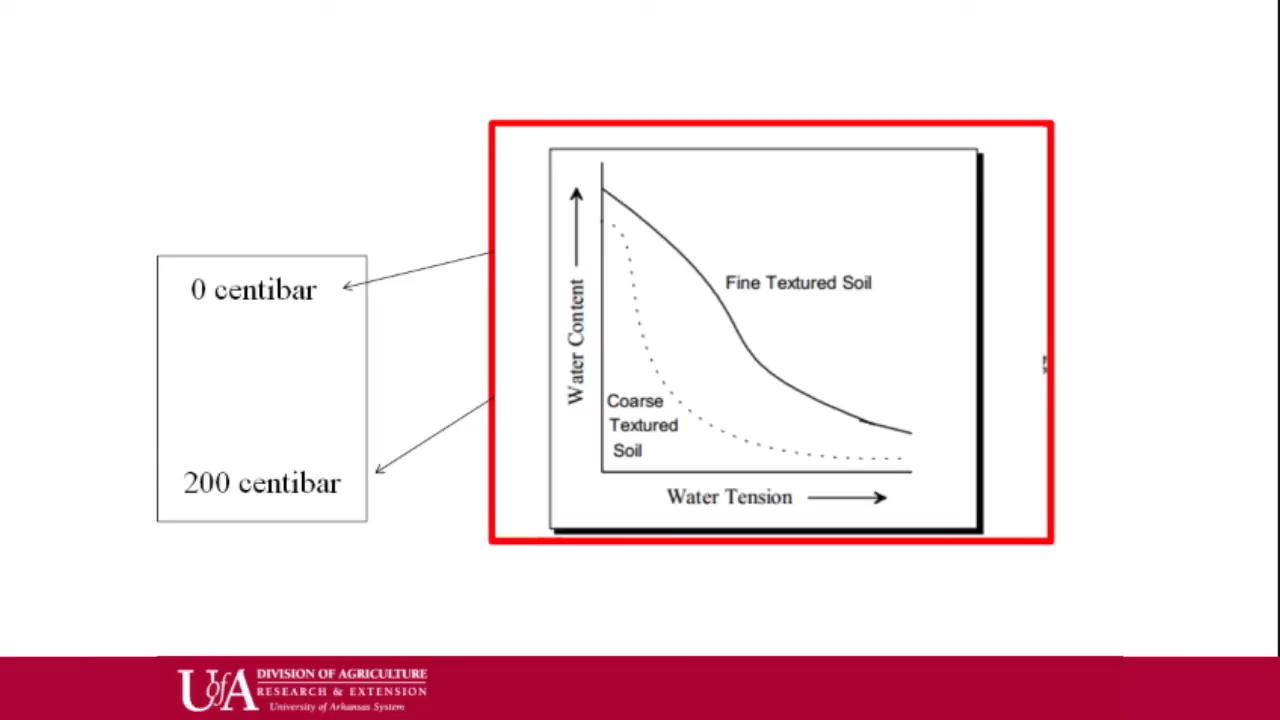 0 centibar
200 centibar
Water Content
Fine Textured Soil
Coarse
Textured
Soil
Water Tension
UofA
DIVISION OF AGRICULTURE
RESEARCH & EXTENSION
University of Arkansas System